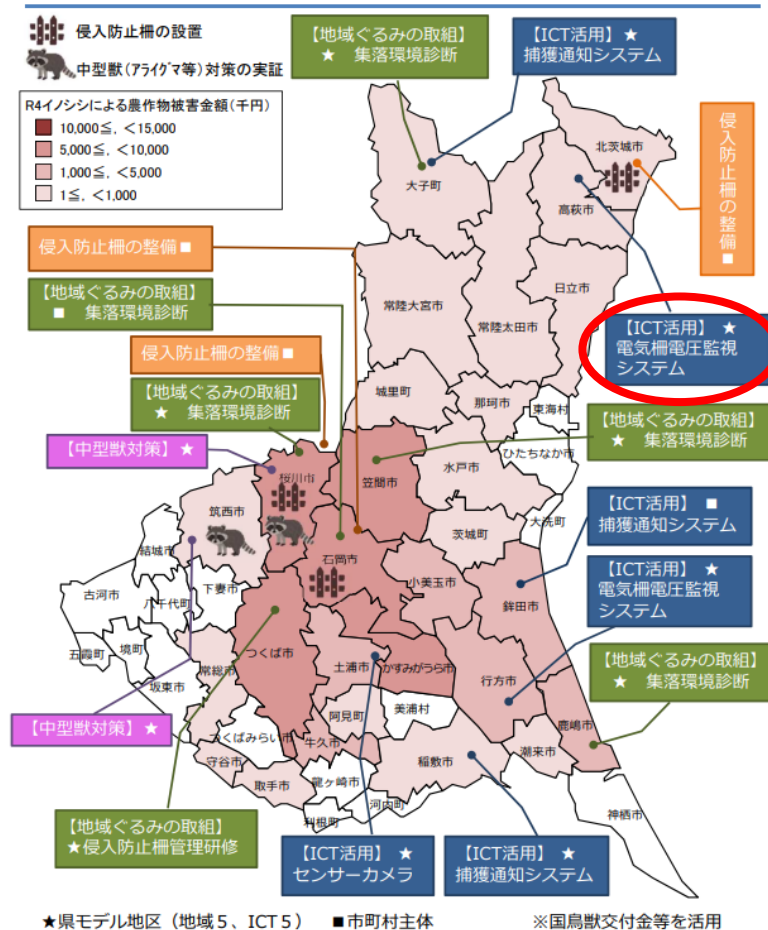 侵入防止柵の設置
中型獣(アライグマ等)対策の実証
R4イノシシによる農作物被害金額(千円)
10,000≦, <15,000
5,000≦, <10,000
1,000≦, <5,000
1≦, <1,000
【地域ぐるみの取組】
★ 集落環境診断
【ICT活用】★
捕獲通知システム
侵入防止柵の整備■
北茨城市
大子町
高萩市
侵入防止柵の整備■
【地域ぐるみの取組】
■ 集落環境診断
日立市
常陸大宮市
常陸太田市
【ICT活用】 ★
電気柵電圧監視
システム
侵入防止柵の整備■
【地域ぐるみの取組】
★ 集落環境診断
城里町
那珂市
東海村
【地域ぐるみの取組】
★ 集落環境診断
【中型獣対策】★
桜川市
笠間市
水戸市
ひたちなか市
【ICT活用】 ■
捕獲通知システム
筑西市
茨城町
大洗町
結城市
石岡市
小美玉市
鉾田市
【ICT活用】 ★
電気柵電圧監視
システム
古河市
八千代町
下妻市
五霞町
境町
坂東市
常総市
つくば市
土浦市
かすみがうら市
行方市
【地域ぐるみの取組】
★ 集落環境診断
【中型獣対策】★
つくばみらい市
阿見町
美浦村
鹿嶋市
牛久市
稲敷市
潮来市
守谷市
取手市
龍ヶ崎市
河内町
利根町
神栖市
【地域ぐるみの取組】
★侵入防止柵管理研修
【ICT活用】 ★
センサーカメラ
【ICT活用】 ★
捕獲通知システム
★県モデル地区（地域５、ICT５） ■市町村主体 ※国鳥獣交付金等を活用